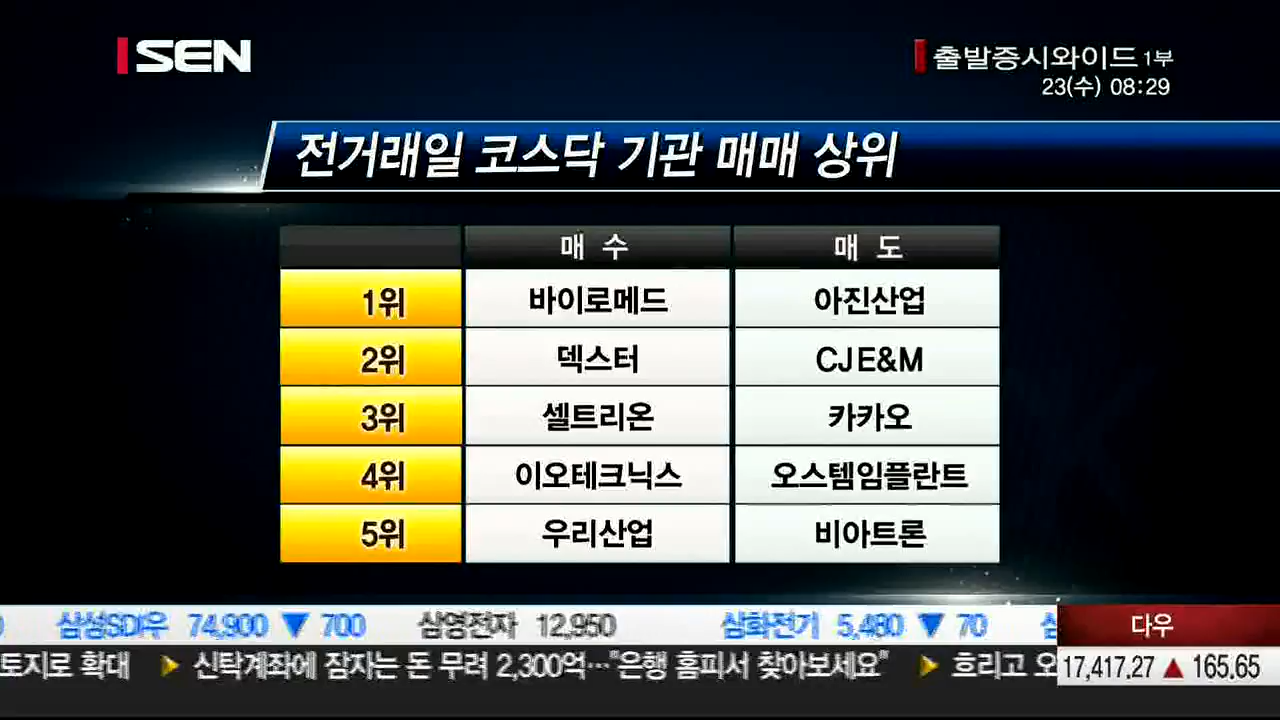 SEN
출발증시와이드 1부
23(수) 08:29
전거래일 코스닥 기관 매매 상위
매 수 매 도
1위 바이로메드 아진산업
2위 덱스터 CJE&M
3위 셀트리온 카카오
4위 이오테크닉스 오스템임플란트
5위 우리산업 비아트론
삼성SDI우 74,900 ▼ 700 삼영전자 12,950 삼화전기 5,480 ▼ 70
다우
토지로 확대 ▶ 신탁계좌에 잠자는 돈 무려 2,300억…"은행 홈피서 찾아보세요" ▶ 흐리고
17,417.27 ▲ 165.65